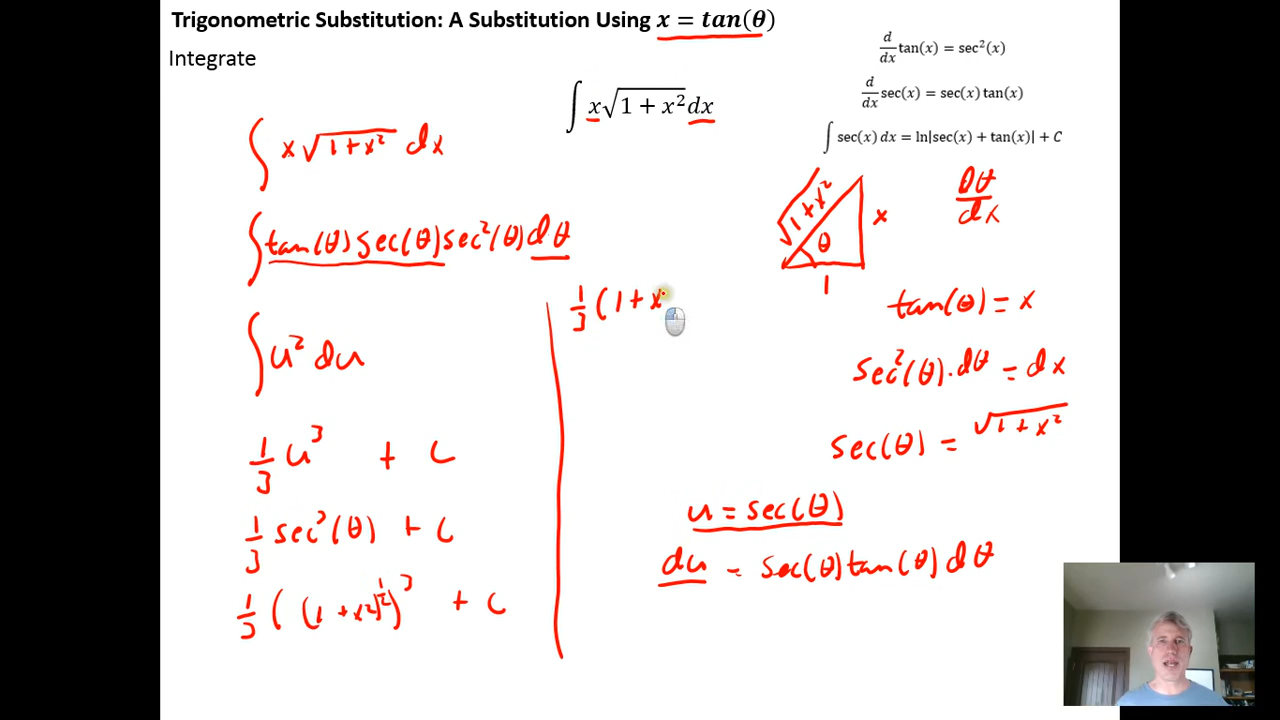 Trigonometric Substitution: A Substitution Using x = tan(θ)
Integrate
∫ x√(1 + x²) dx
d/dx tan(x) = sec²(x)
d/dx sec(x) = sec(x) tan(x)
∫ sec(x) dx = ln|sec(x) + tan(x)| + C
∫ x√(1+x²) dx
∫ tan(θ) sec(θ) sec²(θ) dθ
∫ u² du
1/3 u³ + C
1/3 sec³(θ) + C
1/3 ((1+x²)^(1/2))³ + C
1/3 (1+x
√(1+x²)
θ
x
1
θθ/dx
tan(θ) = x
sec²(θ)·dθ = dx
sec(θ) = √(1+x²)
u = sec(θ)
du = sec(θ)tan(θ)dθ